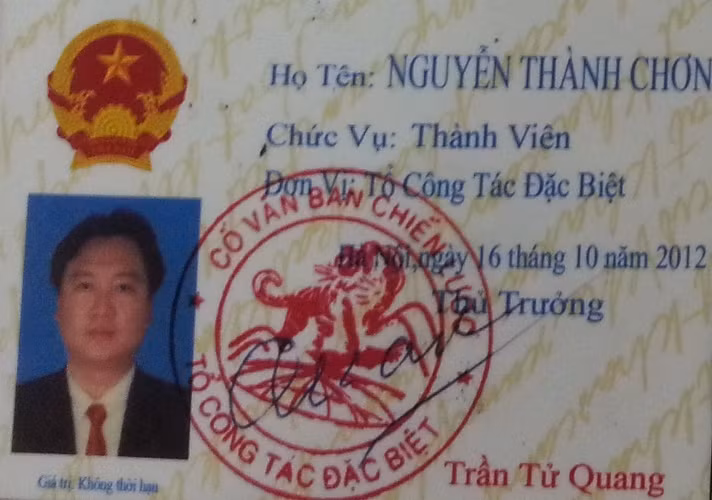 Họ Tên: NGUYỄN THÀNH CHƠN
Chức Vụ: Thành Viên
Đơn Vị: Tổ Công Tác Đặc Biệt
Hà Nội, ngày 16 tháng 10 năm 2012
Thủ Trưởng
CỐ VẤN BAN CHIẾN LƯỢC
TỔ CÔNG TÁC ĐẶC BIỆT
Trần Tử Quang
Giá trị: Không thời hạn